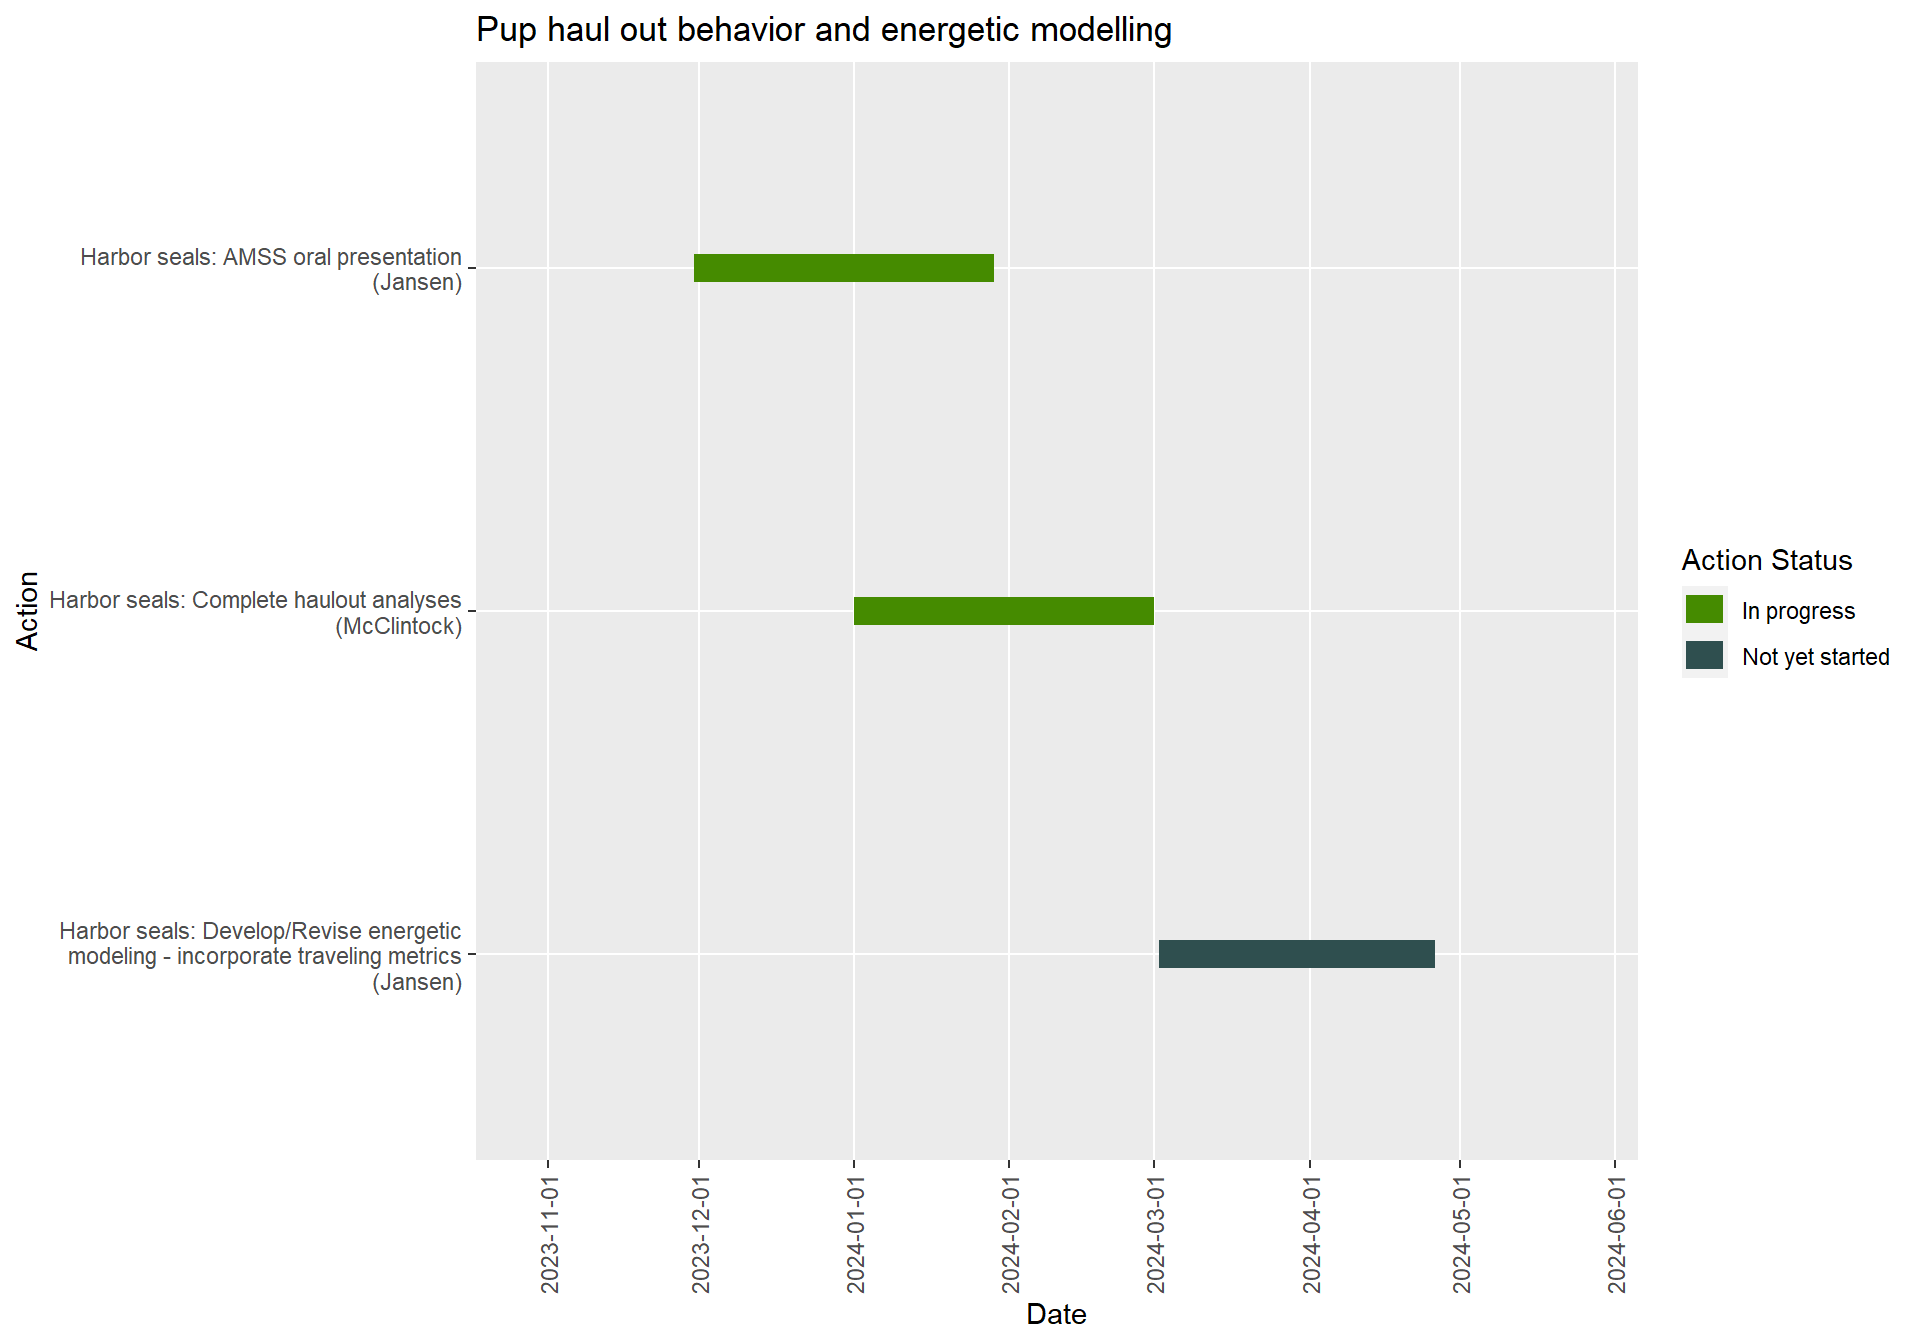 Pup haul out behavior and energetic modelling
Harbor seals: AMSS oral presentation
(Jansen)
Harbor seals: Complete haulout analyses
(McClintock)
Harbor seals: Develop/Revise energetic
modeling - incorporate traveling metrics
(Jansen)
Action
2023-11-01
2023-12-01
2024-01-01
2024-02-01
2024-03-01
2024-04-01
2024-05-01
2024-06-01
Date
Action Status
In progress
Not yet started